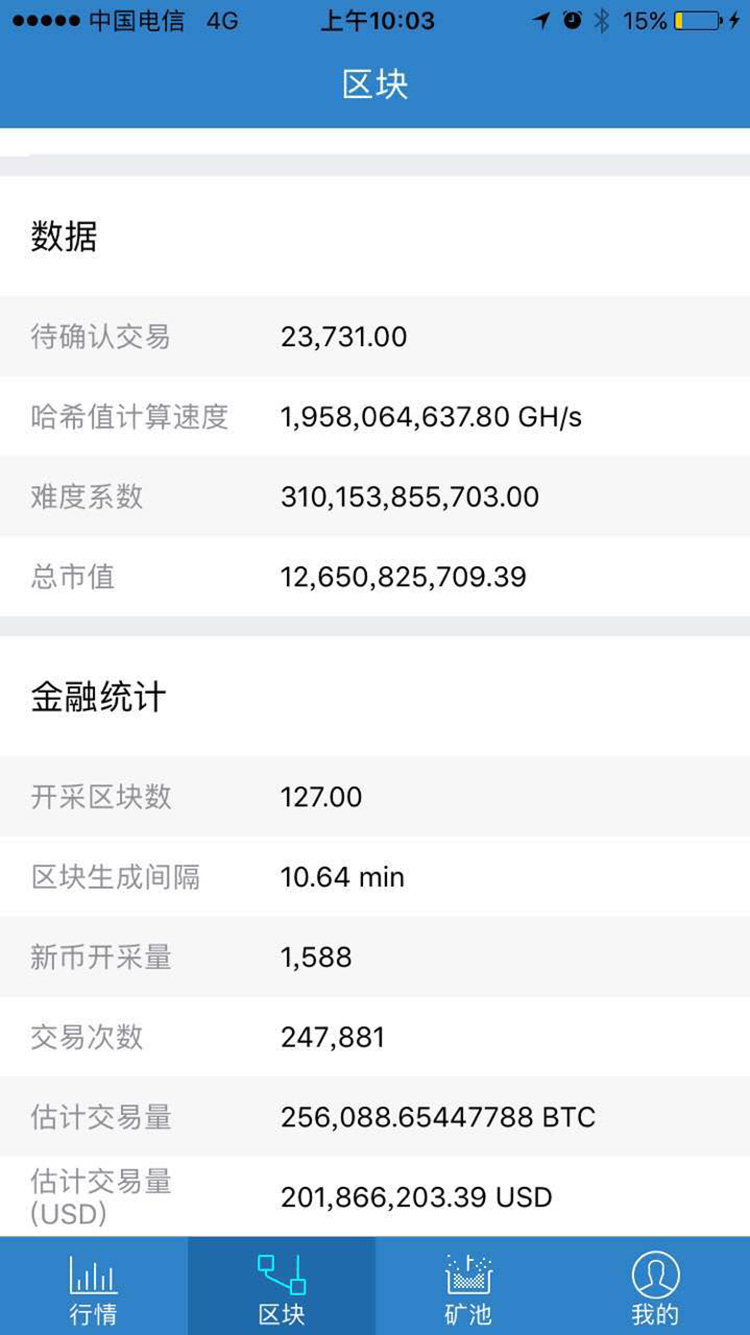 中国电信 4G 上午10:03 15%
区块
数据
待确认交易 23,731.00
哈希值计算速度 1,958,064,637.80 GH/s
难度系数 310,153,855,703.00
总市值 12,650,825,709.39
金融统计
开采区块数 127.00
区块生成间隔 10.64 min
新币开采量 1,588
交易次数 247,881
估计交易量 256,088.65447788 BTC
估计交易量
(USD) 201,866,203.39 USD
行情 区块 矿池 我的